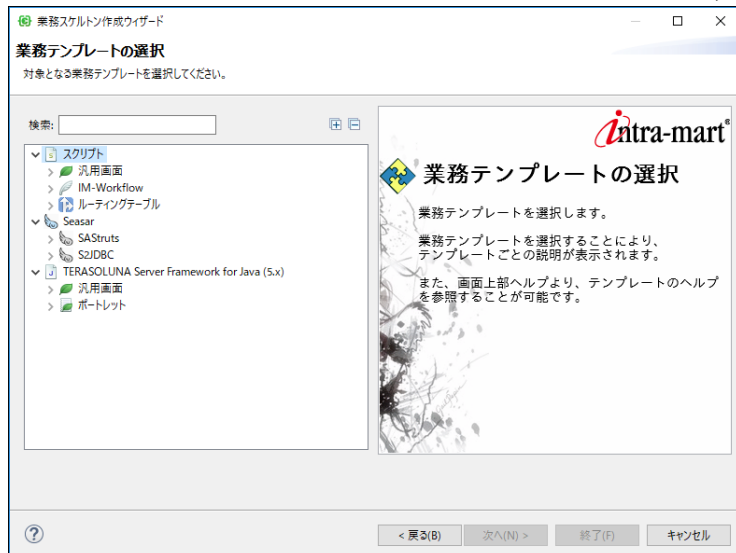 業務スケルトン作成ウィザード
業務テンプレートの選択
対象となる業務テンプレートを選択してください。
検索:
スクリプト
汎用画面
IM-Workflow
ルーティングテーブル
Seasar
SAStruts
S2JDBC
TERASOLUNA Server Framework for Java (5.x)
汎用画面
ポートレット
intra-mart®
業務テンプレートの選択
業務テンプレートを選択します。
業務テンプレートを選択することにより、
テンプレートごとの説明が表示されます。
また、画面上部ヘルプより、テンプレートのヘルプ
を参照することが可能です。
< 戻る(B) 次へ(N) > 終了(F) キャンセル